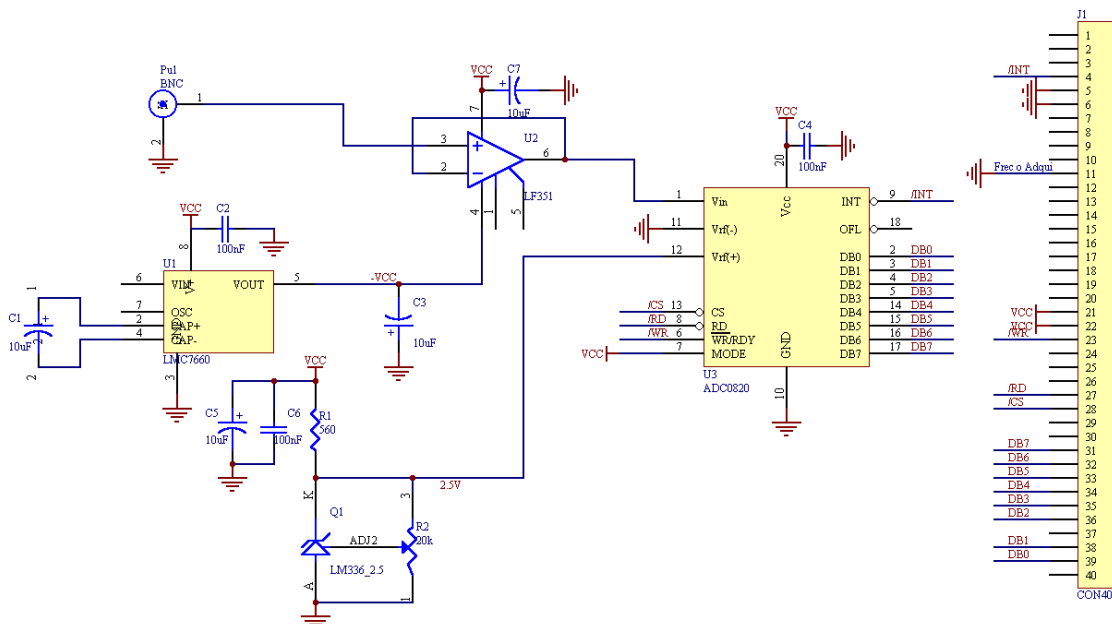 J1
Pu1
BNC
1
2
VCC
C7
+
10uF
7
U2
3
2
6
LF351
4
1
5
VCC
C4
100nF
20
VCC
C2
100nF
8
U1
6
VIN
V+
VOUT
5
-VCC
7
OSC
2
CAP+
4
CAP-
GND
LMC7660
3
1
C1
+
10uF
2
2
C3
+
10uF
VCC
C5
+
10uF
C6
100nF
R1
560
2.5V
K
3
Q1
ADJ2
R2
20k
LM336_2.5
A
1
1
Vin
Vcc
INT
9
/INT
11
Vrf(-)
OFL
18
12
Vrf(+)
DB0
2
DB0
DB1
3
DB1
DB2
4
DB2
DB3
5
DB3
/CS
13
CS
DB4
14
DB4
/RD
8
RD
DB5
15
DB5
/WR
6
WR/RDY
GND
DB6
16
DB6
VCC
7
MODE
DB7
17
DB7
U3
ADC0820
10
1
2
3
/INT
4
5
6
7
8
9
10
Frec o Adqui
11
12
13
14
15
16
17
18
19
20
VCC
21
VCC
22
/WR
23
24
25
26
/RD
27
/CS
28
29
30
DB7
31
DB6
32
DB5
33
DB4
34
DB3
35
DB2
36
37
DB1
38
DB0
39
40
CON40